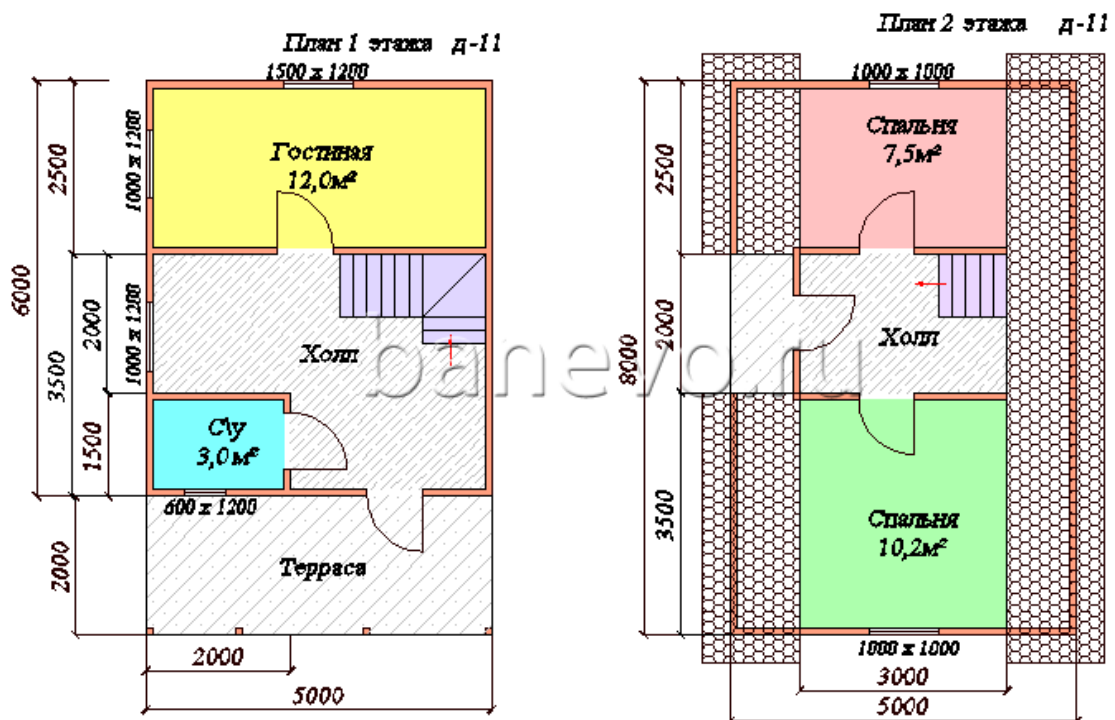 План 1 этажа д-11
1500 x 1200
1000 x 1200
1000 x 1200
2500
6000
2000
3500
1500
2000
Гостиная
12,0м²
Холл
С\у
3,0м²
600 x 1200
Терраса
2000
5000
План 2 этажа д-11
1000 x 1000
Спальня
7,5м²
2500
8000
2000
3500
Холл
Спальня
10,2м²
1000 x 1000
3000
5000
banevo.ru